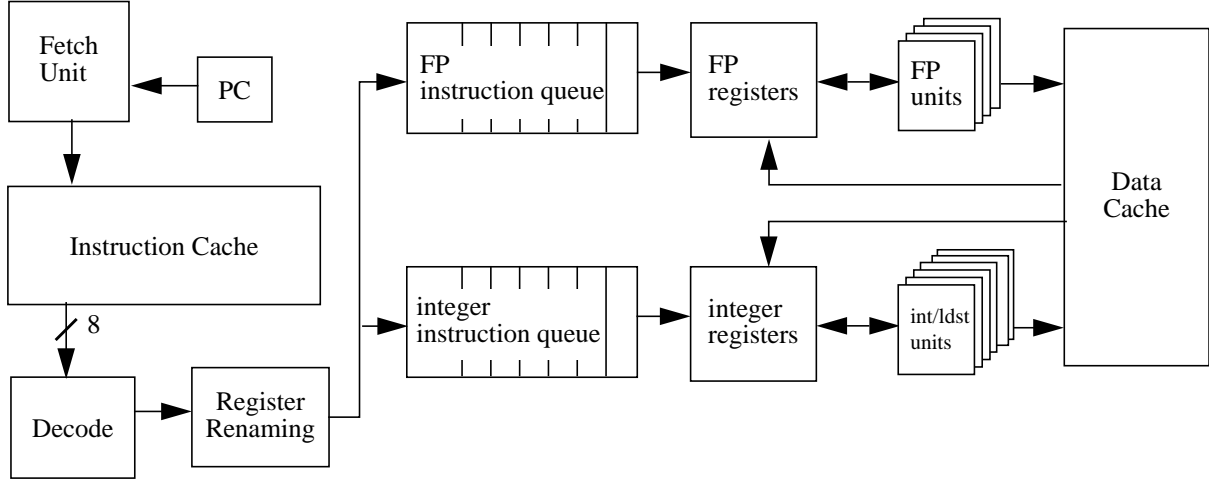 Fetch
Unit
PC
Instruction Cache
8
Decode
Register
Renaming
FP
instruction queue
FP
registers
FP
units
integer
instruction queue
integer
registers
int/ldst
units
Data
Cache